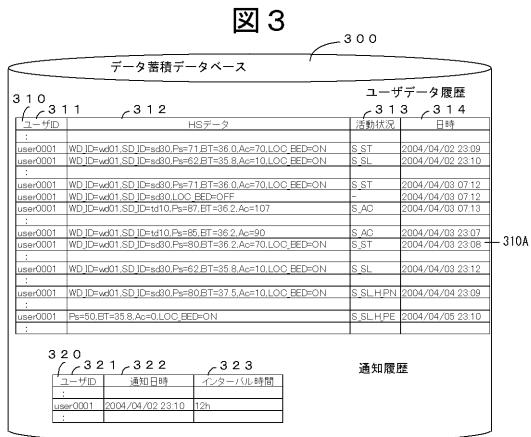 図３
３００
データ蓄積データベース
ユーザデータ履歴
３１０
３１１
３１２
３１３
３１４
ユーザID HSデータ 活動状況 日時
:
user0001 WD_ID=wd01,SD_ID=sd30,Ps=71,BT=36.0,Ac=70,LOC_BED=ON S_ST 2004/04/02 23:09
user0001 WD_ID=wd01,SD_ID=sd30,Ps=62,BT=35.8,Ac=10,LOC_BED=ON S_SL 2004/04/02 23:10
:
user0001 WD_ID=wd01,SD_ID=sd30,Ps=71,BT=36.0,Ac=70,LOC_BED=ON S_ST 2004/04/03 07:12
user0001 WD_ID=wd01,SD_ID=sd30,LOC_BED=OFF - 2004/04/03 07:12
user0001 WD_ID=wd01,SD_ID=td10,Ps=87,BT=36.2,Ac=107 S_AC 2004/04/03 07:13
:
user0001 WD_ID=wd01,SD_ID=td10,Ps=85,BT=36.2,Ac=90 S_AC 2004/04/03 23:07
user0001 WD_ID=wd01,SD_ID=sd30,Ps=80,BT=36.2,Ac=70,LOC_BED=ON S_ST 2004/04/03 23:08
310A
:
user0001 WD_ID=wd01,SD_ID=sd30,Ps=62,BT=35.8,Ac=10,LOC_BED=ON S_SL 2004/04/03 23:12
:
user0001 WD_ID=wd01,SD_ID=sd30,Ps=80,BT=37.5,Ac=10,LOC_BED=ON S_SL,H_PN 2004/04/04 23:09
:
user0001 Ps=50,BT=35.8,Ac=0,LOC_BED=ON S_SL,H_PE 2004/04/05 23:10
:
３２０
３２１
３２２
３２３
通知履歴
ユーザID 通知日時 インターバル時間
:
user0001 2004/04/02 23:10 12h
: